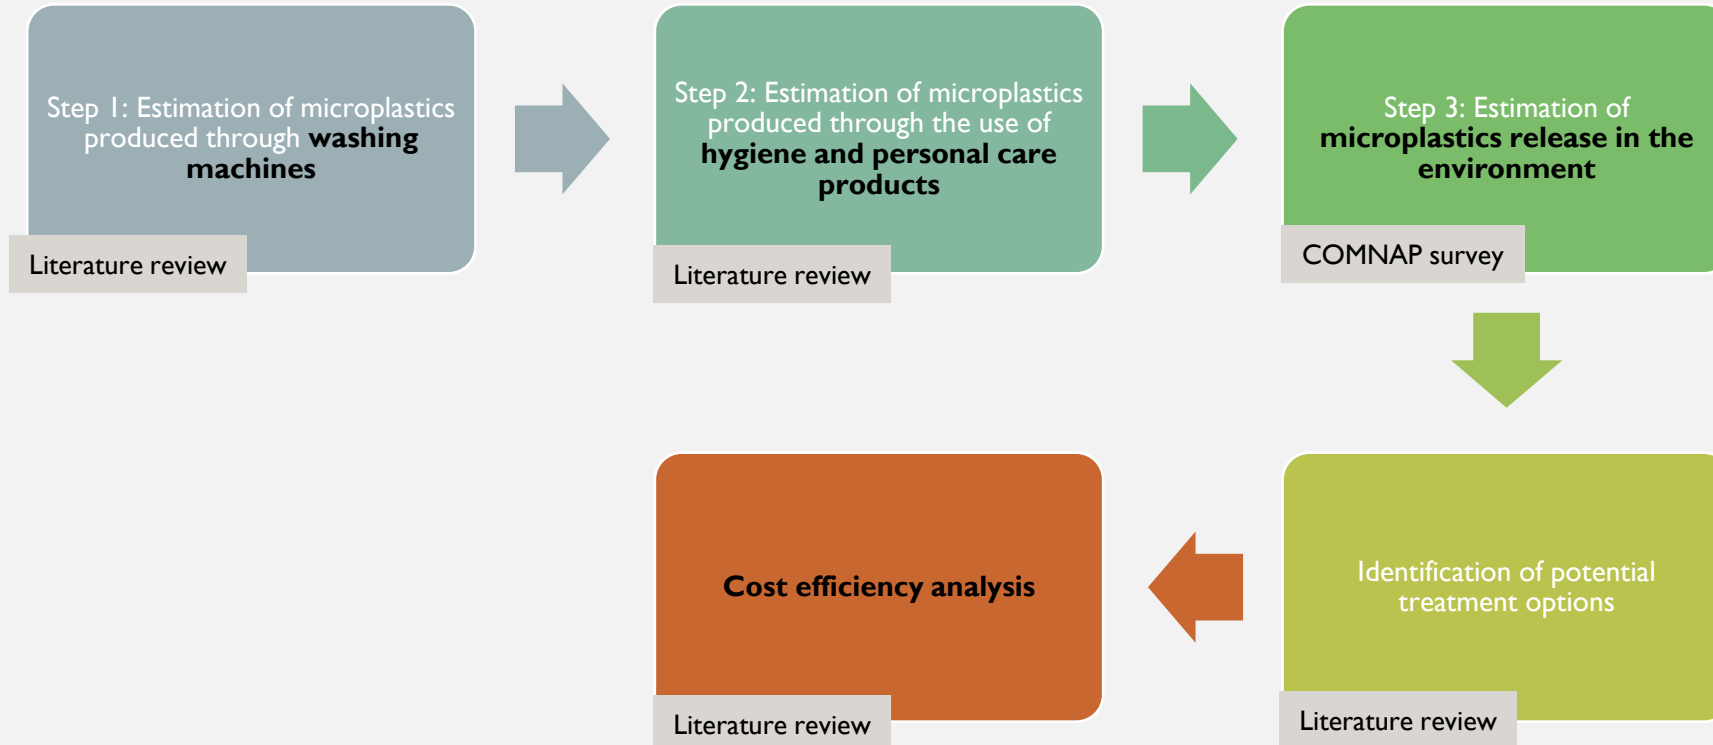 Step 1: Estimation of microplastics
produced through washing
machines
Literature review
Step 2: Estimation of microplastics
produced through the use of
hygiene and personal care
products
Literature review
Step 3: Estimation of
microplastics release in the
environment
COMNAP survey
Identification of potential
treatment options
Literature review
Cost efficiency analysis
Literature review